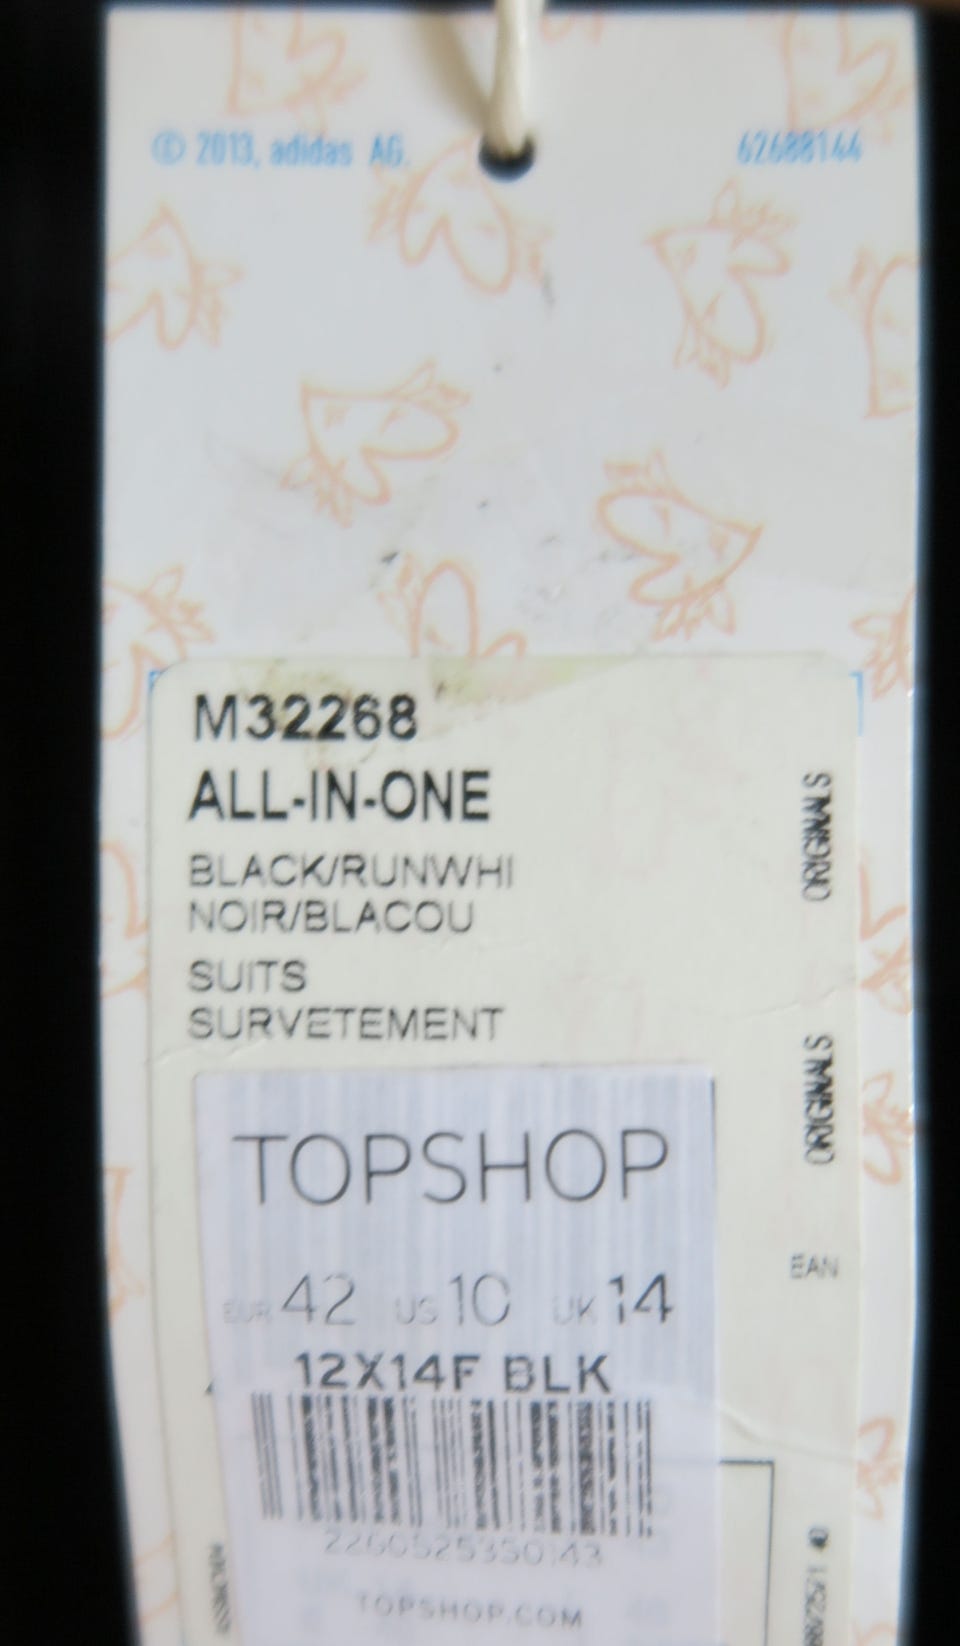 © 2013, adidas AG.
62688144
M32268
ALL-IN-ONE
BLACK/RUNWHI
NOIR/BLACOU
SUITS
SURVETEMENT
ORIGINALS
ORIGINALS
EAN
TOPSHOP
EUR 42 US 10 UK 14
12X14F BLK
2260525350143
TOPSHOP.COM